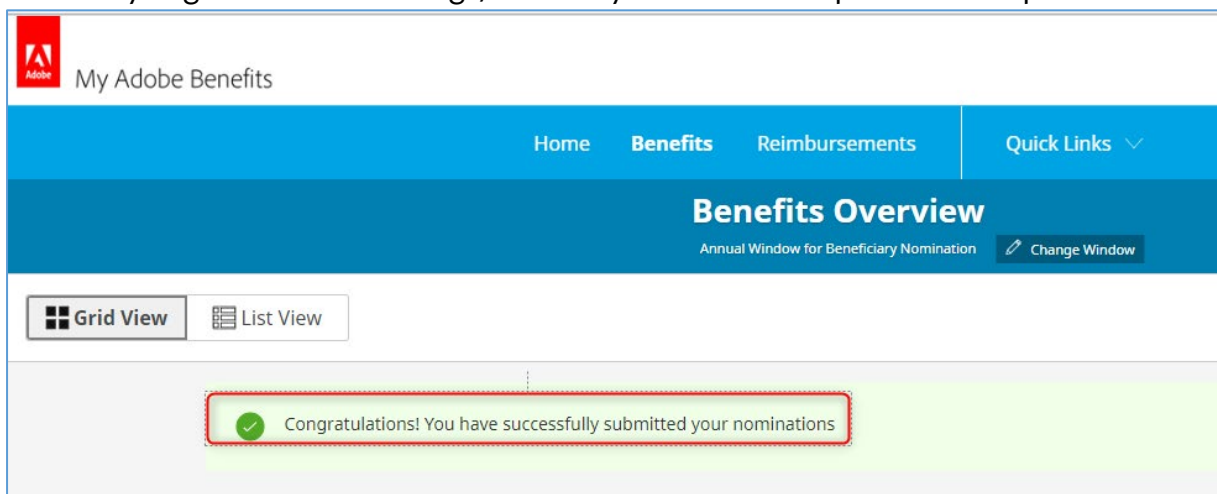 Adobe
My Adobe Benefits
Home Benefits Reimbursements Quick Links
Benefits Overview
Annual Window for Beneficiary Nomination Change Window
Grid View List View
Congratulations! You have successfully submitted your nominations